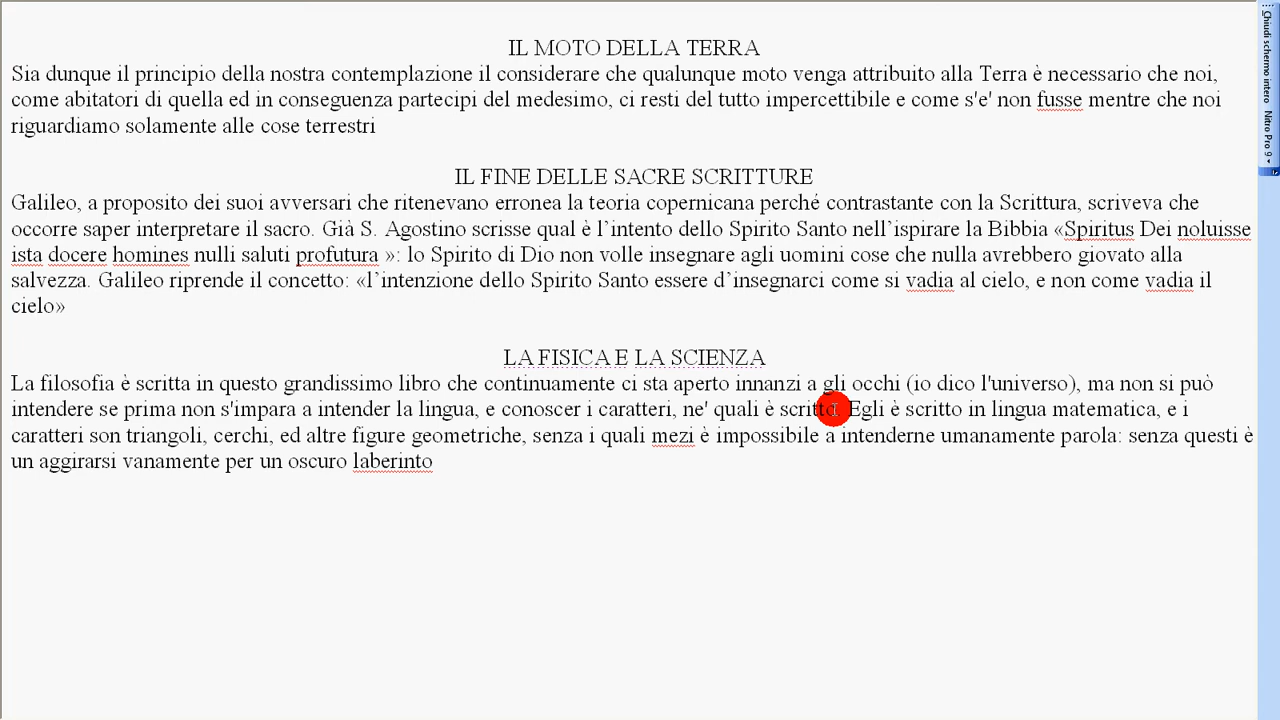 IL MOTO DELLA TERRA
Sia dunque il principio della nostra contemplazione il considerare che qualunque moto venga attribuito alla Terra è necessario che noi,
come abitatori di quella ed in conseguenza partecipi del medesimo, ci resti del tutto impercettibile e come s'e' non fusse mentre che noi
riguardiamo solamente alle cose terrestri
IL FINE DELLE SACRE SCRITTURE
Galileo, a proposito dei suoi avversari che ritenevano erronea la teoria copernicana perché contrastante con la Scrittura, scriveva che
occorre saper interpretare il sacro. Già S. Agostino scrisse qual è l’intento dello Spirito Santo nell’ispirare la Bibbia «Spiritus Dei noluisse
ista docere homines nulli saluti profutura »: lo Spirito di Dio non volle insegnare agli uomini cose che nulla avrebbero giovato alla
salvezza. Galileo riprende il concetto: «l’intenzione dello Spirito Santo essere d’insegnarci come si vadia al cielo, e non come vadia il
cielo»
LA FISICA E LA SCIENZA
La filosofia è scritta in questo grandissimo libro che continuamente ci sta aperto innanzi a gli occhi (io dico l'universo), ma non si può
intendere se prima non s'impara a intender la lingua, e conoscer i caratteri, ne' quali è scritto. Egli è scritto in lingua matematica, e i
caratteri son triangoli, cerchi, ed altre figure geometriche, senza i quali mezi è impossibile a intenderne umanamente parola: senza questi è
un aggirarsi vanamente per un oscuro laberinto
Chiudi schermo intero Nitro Pro 9